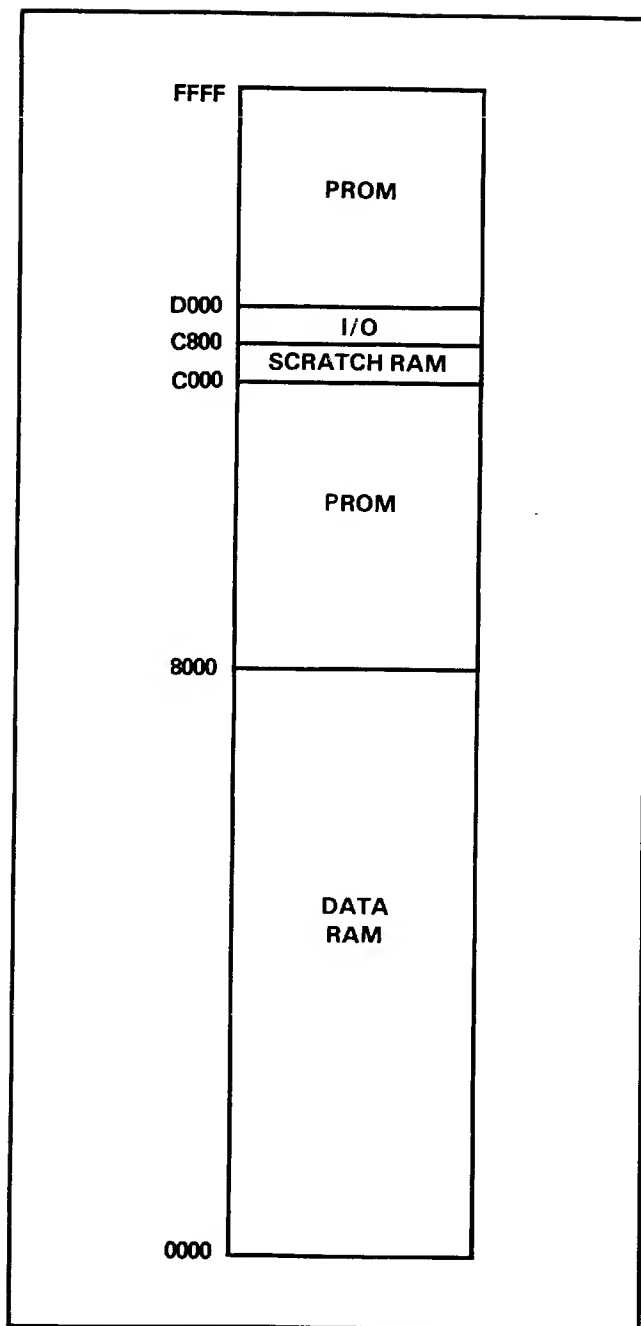 FFFF
PROM
D000
I/O
C800
SCRATCH RAM
C000
PROM
8000
DATA
RAM
0000